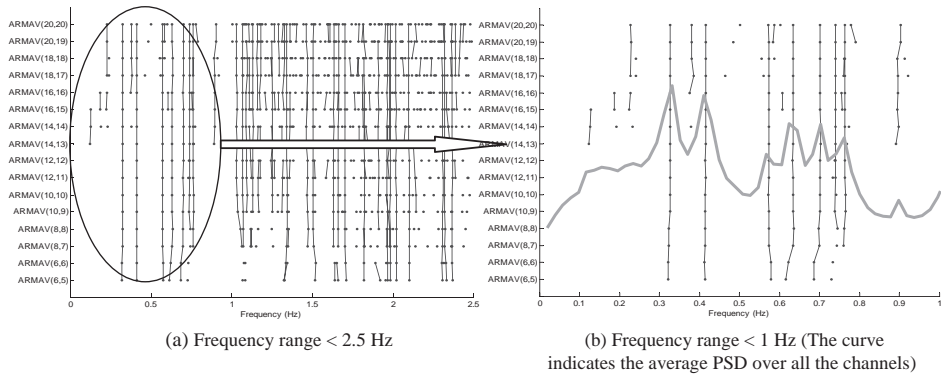 ARMAV(20,20)
ARMAV(20,19)
ARMAV(18,18)
ARMAV(18,17)
ARMAV(16,16)
ARMAV(16,15)
ARMAV(14,14)
ARMAV(14,13)
ARMAV(12,12)
ARMAV(12,11)
ARMAV(10,10)
ARMAV(10,9)
ARMAV(8,8)
ARMAV(8,7)
ARMAV(6,6)
ARMAV(6,5)
0 0.5 1 1.5 2 2.5
Frequency (Hz)
(a) Frequency range < 2.5 Hz
ARMAV(20,20)
ARMAV(20,19)
ARMAV(18,18)
ARMAV(18,17)
ARMAV(16,16)
ARMAV(16,15)
ARMAV(14,14)
ARMAV(14,13)
ARMAV(12,12)
ARMAV(12,11)
ARMAV(10,10)
ARMAV(10,9)
ARMAV(8,8)
ARMAV(8,7)
ARMAV(6,6)
ARMAV(6,5)
0 0.1 0.2 0.3 0.4 0.5 0.6 0.7 0.8 0.9 1
Frequency (Hz)
(b) Frequency range < 1 Hz (The curve
indicates the average PSD over all the channels)